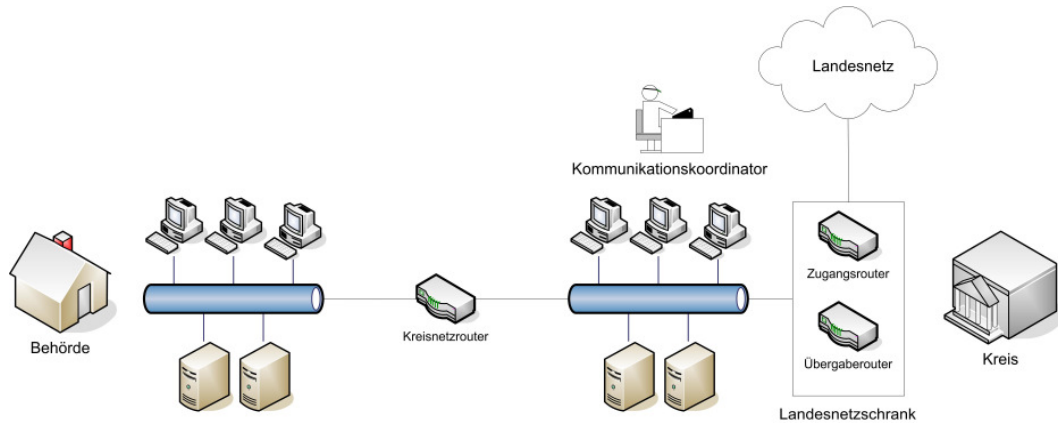 Landesnetz
Kommunikationskoordinator
Zugangsrouter
Behörde
Kreisnetzrouter
Übergaberouter
Kreis
Landesnetzschrank